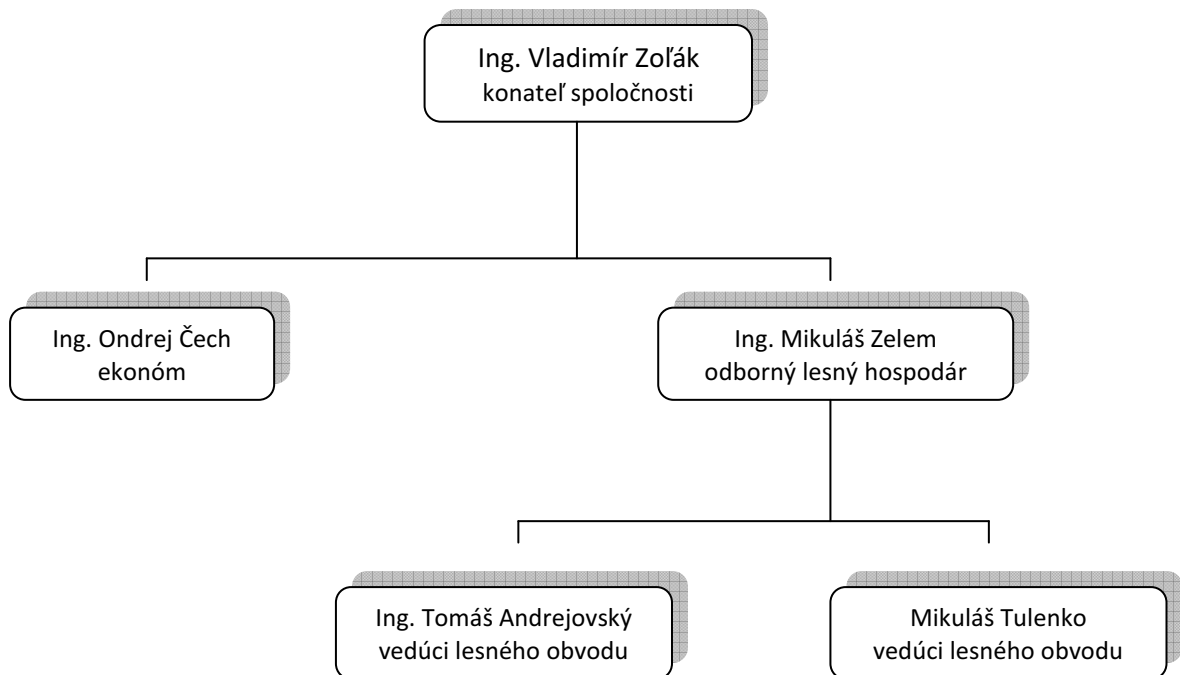 Ing. Vladimír Zoľák
konateľ spoločnosti
Ing. Ondrej Čech
ekonóm
Ing. Mikuláš Zelem
odborný lesný hospodár
Ing. Tomáš Andrejovský
vedúci lesného obvodu
Mikuláš Tulenko
vedúci lesného obvodu